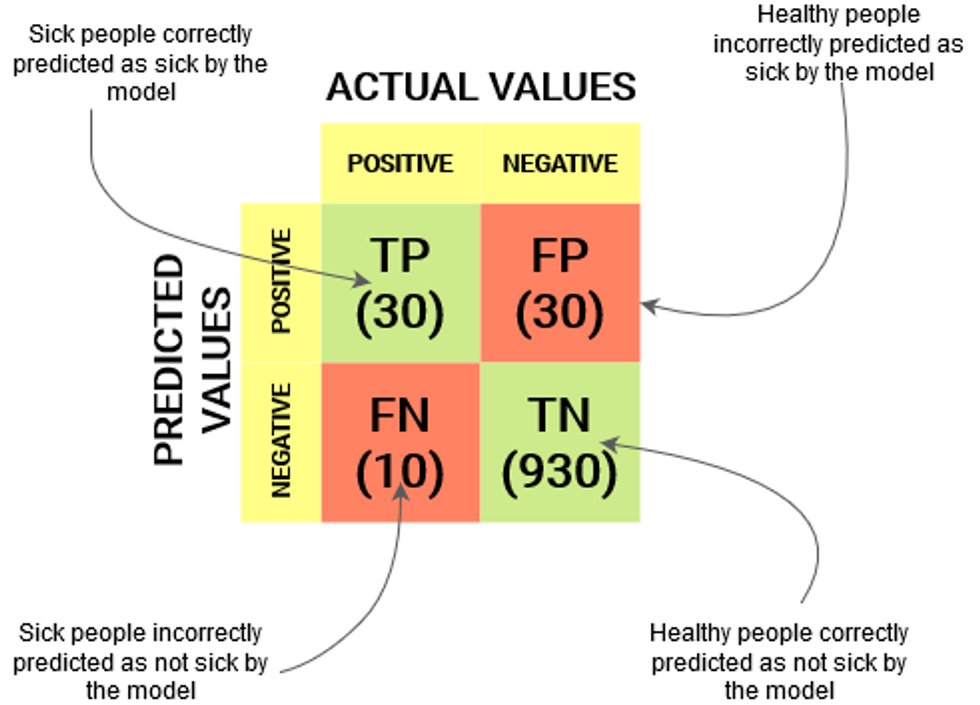 Sick people correctly
predicted as sick by the
model
Healthy people
incorrectly predicted as
sick by the model
ACTUAL VALUES
POSITIVE
NEGATIVE
PREDICTED
VALUES
POSITIVE
TP
(30)
FP
(30)
NEGATIVE
FN
(10)
TN
(930)
Sick people incorrectly
predicted as not sick by
the model
Healthy people correctly
predicted as not sick by
the model